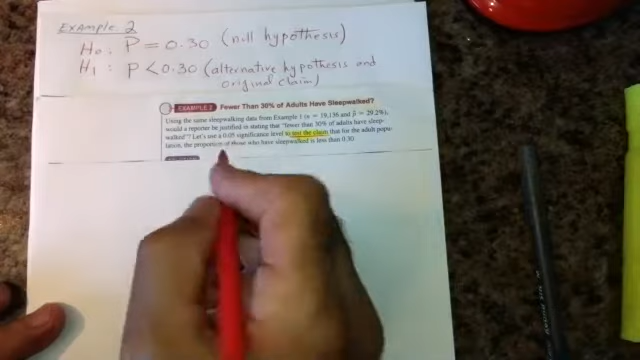 Example 2
H₀ : P = 0.30 (null hypothesis)
H₁ : P < 0.30 (alternative hypothesis and
original claim)
EXAMPLE 2 Fewer Than 30% of Adults Have Sleepwalked?
Using the same sleepwalking data from Example 1 (n = 19,136 and p̂ = 29.2%),
would a reporter be justified in stating that "fewer than 30% of adults have sleep-
walked"? Let's use a 0.05 significance level to test the claim that for the adult popu-
lation, the proportion of those who have sleepwalked is less than 0.30.